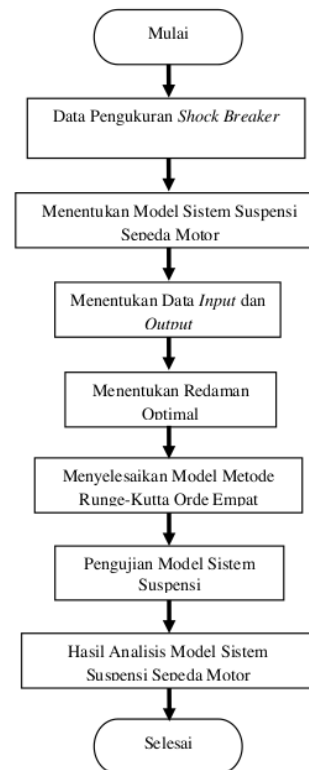 Mulai
Data Pengukuran Shock Breaker
Menentukan Model Sistem Suspensi
Sepeda Motor
Menentukan Data Input dan
Output
Menentukan Redaman
Optimal
Menyelesaikan Model Metode
Runge-Kutta Orde Empat
Pengujian Model Sistem
Suspensi
Hasil Analisis Model Sistem
Suspensi Sepeda Motor
Selesai